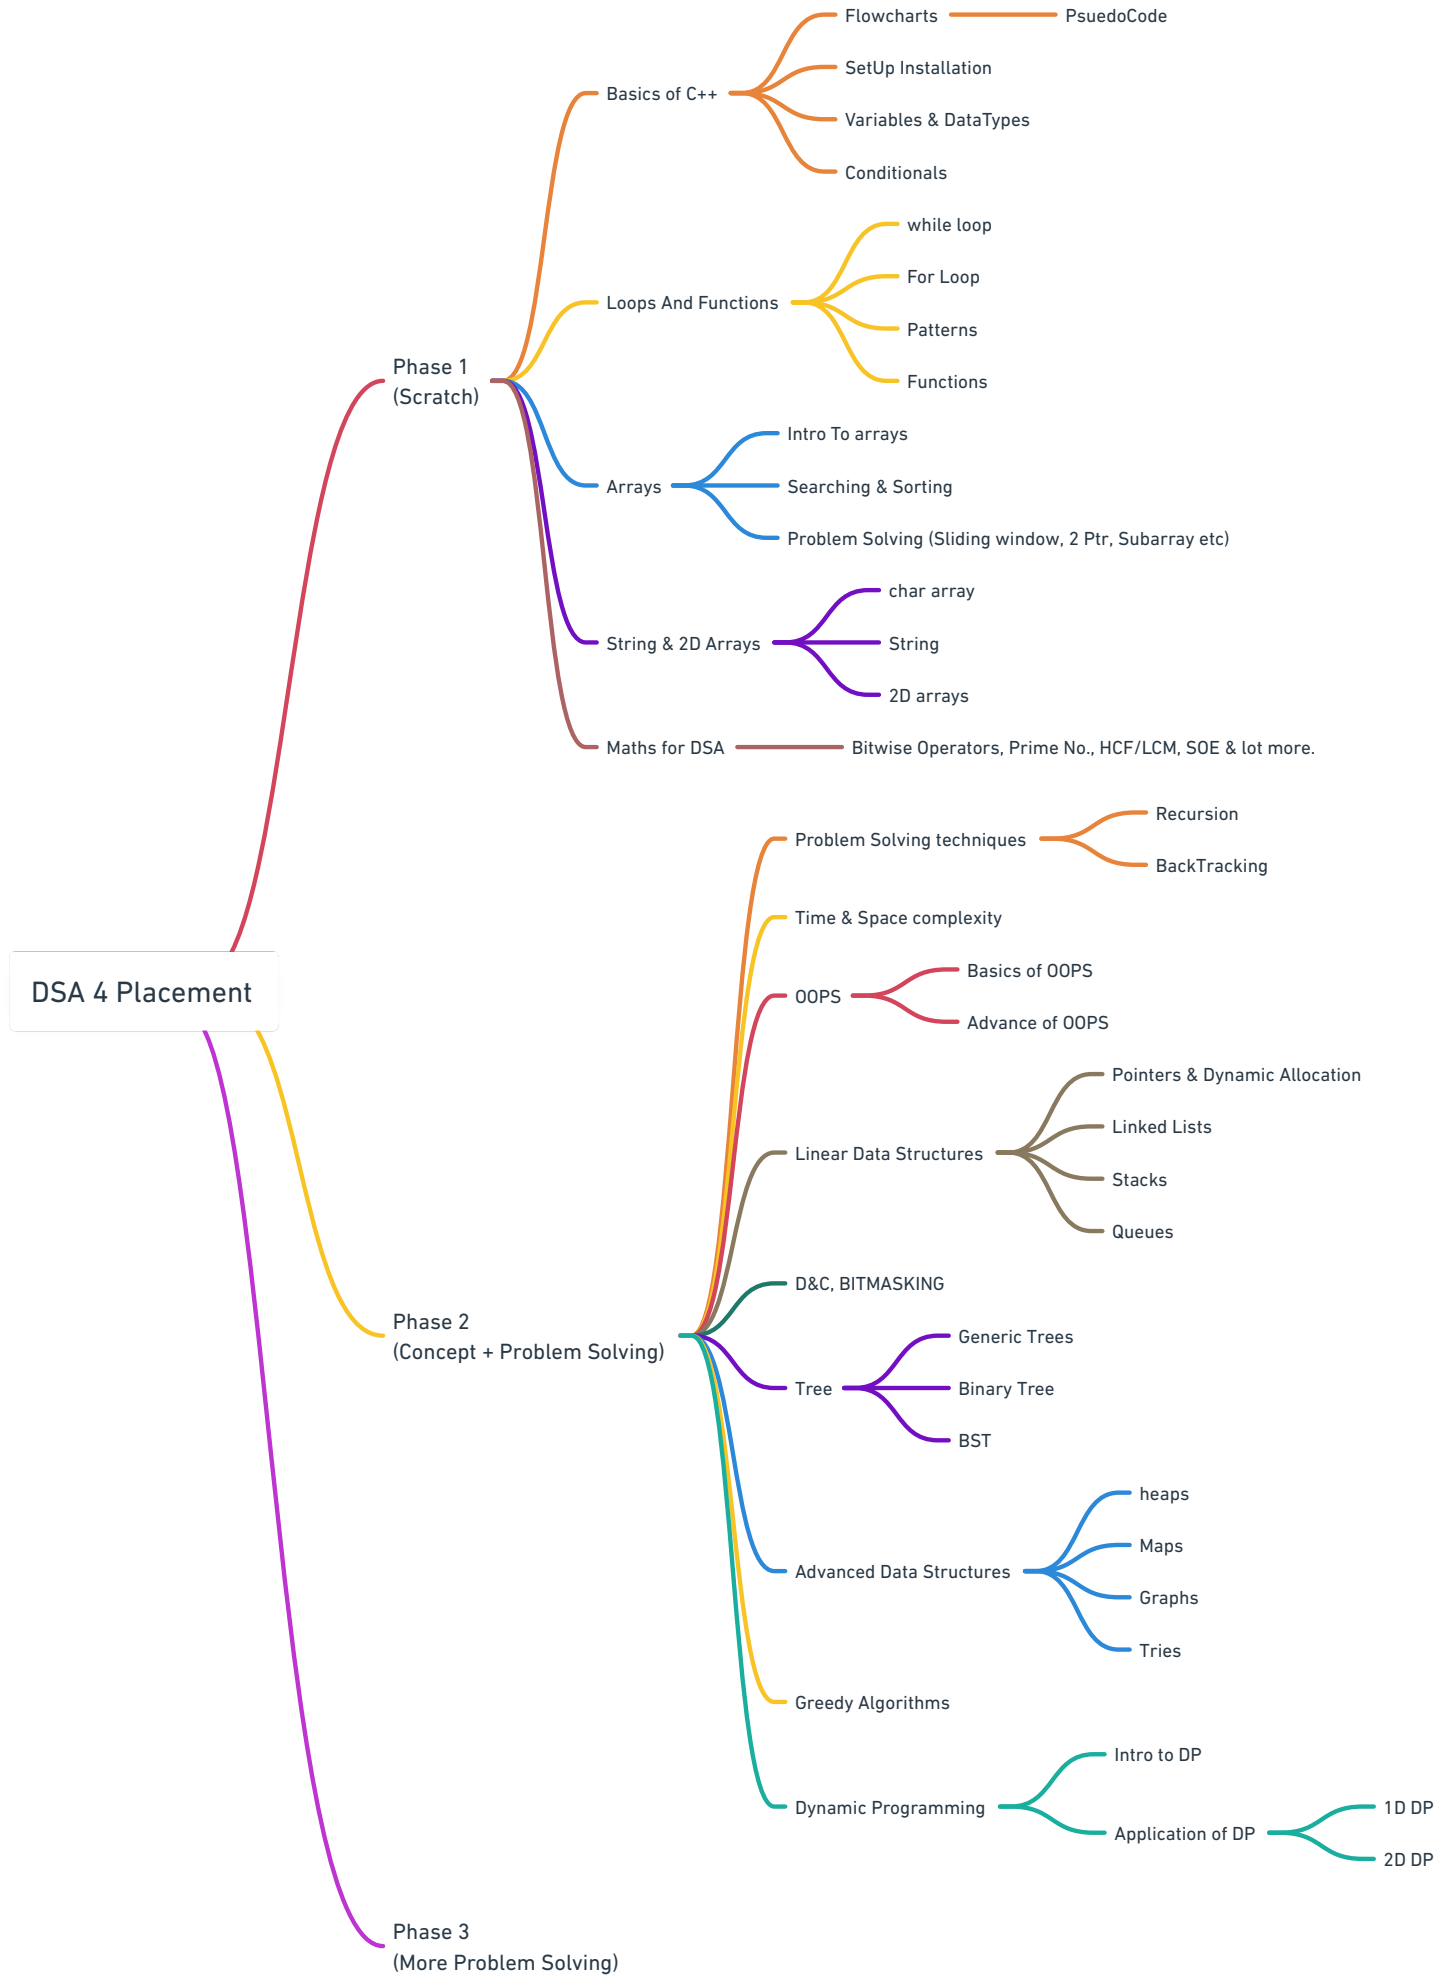 DSA 4 Placement
Phase 1
(Scratch)
Basics of C++
Flowcharts
PsuedoCode
SetUp Installation
Variables & DataTypes
Conditionals
Loops And Functions
while loop
For Loop
Patterns
Functions
Arrays
Intro To arrays
Searching & Sorting
Problem Solving (Sliding window, 2 Ptr, Subarray etc)
String & 2D Arrays
char array
String
2D arrays
Maths for DSA
Bitwise Operators, Prime No., HCF/LCM, SOE & lot more.
Phase 2
(Concept + Problem Solving)
Problem Solving techniques
Recursion
BackTracking
Time & Space complexity
OOPS
Basics of OOPS
Advance of OOPS
Linear Data Structures
Pointers & Dynamic Allocation
Linked Lists
Stacks
Queues
D&C, BITMASKING
Tree
Generic Trees
Binary Tree
BST
Advanced Data Structures
heaps
Maps
Graphs
Tries
Greedy Algorithms
Dynamic Programming
Intro to DP
Application of DP
1D DP
2D DP
Phase 3
(More Problem Solving)